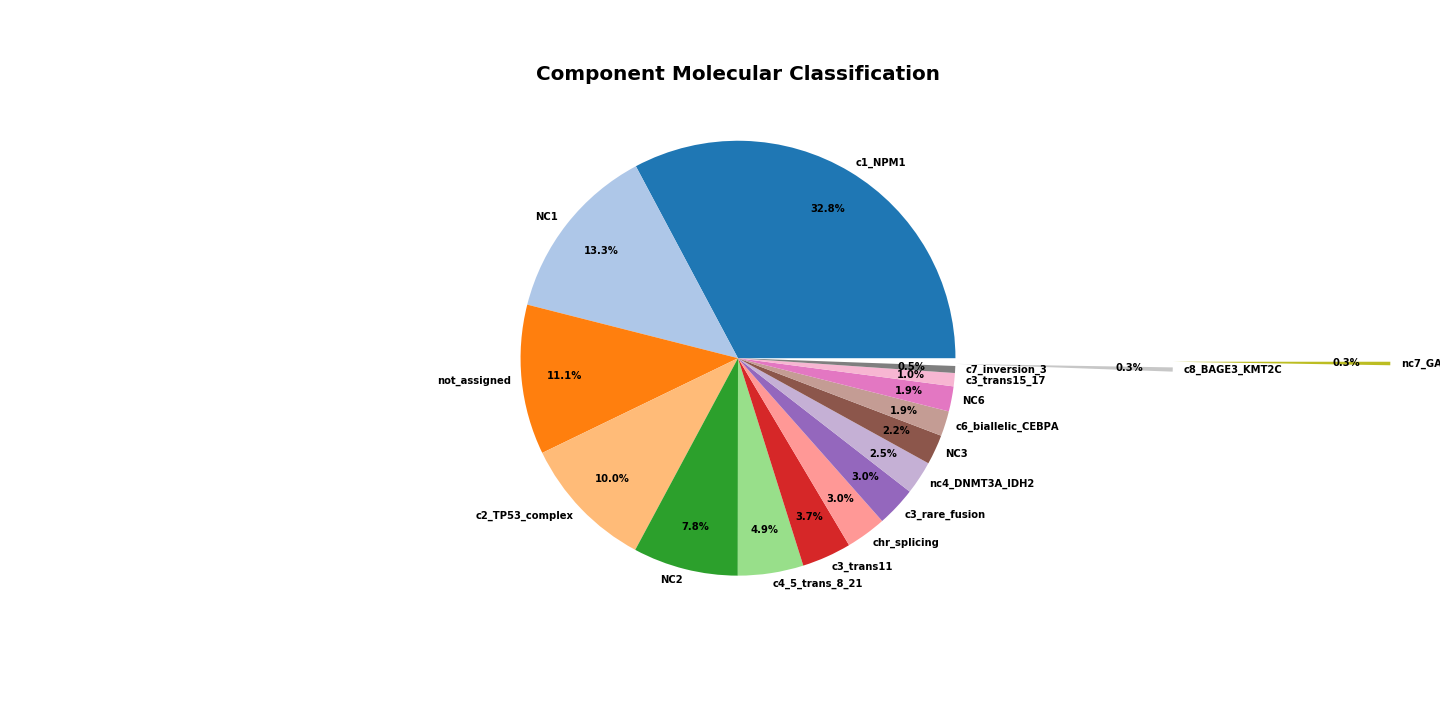 Component Molecular Classification
c1_NPM1
32.8%
NC1
13.3%
not_assigned
11.1%
c2_TP53_complex
10.0%
NC2
7.8%
c4_5_trans_8_21
4.9%
c3_trans11
3.7%
chr_splicing
3.0%
c3_rare_fusion
3.0%
nc4_DNMT3A_IDH2
2.5%
NC3
2.2%
c6_biallelic_CEBPA
1.9%
NC6
1.9%
c3_trans15_17
1.0%
c7_inversion_3
0.5%
c8_BAGE3_KMT2C
0.3%
nc7_GA
0.3%